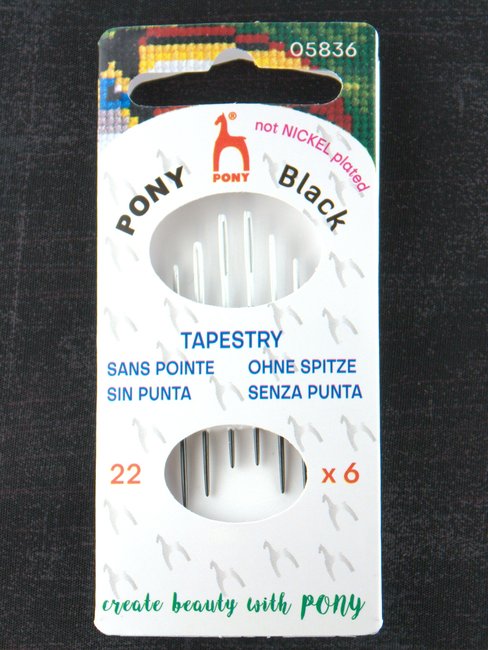 05836
not NICKEL plated
®
PONY
PONY Black
TAPESTRY
SANS POINTE OHNE SPITZE
SIN PUNTA SENZA PUNTA
22 x 6
create beauty with PONY